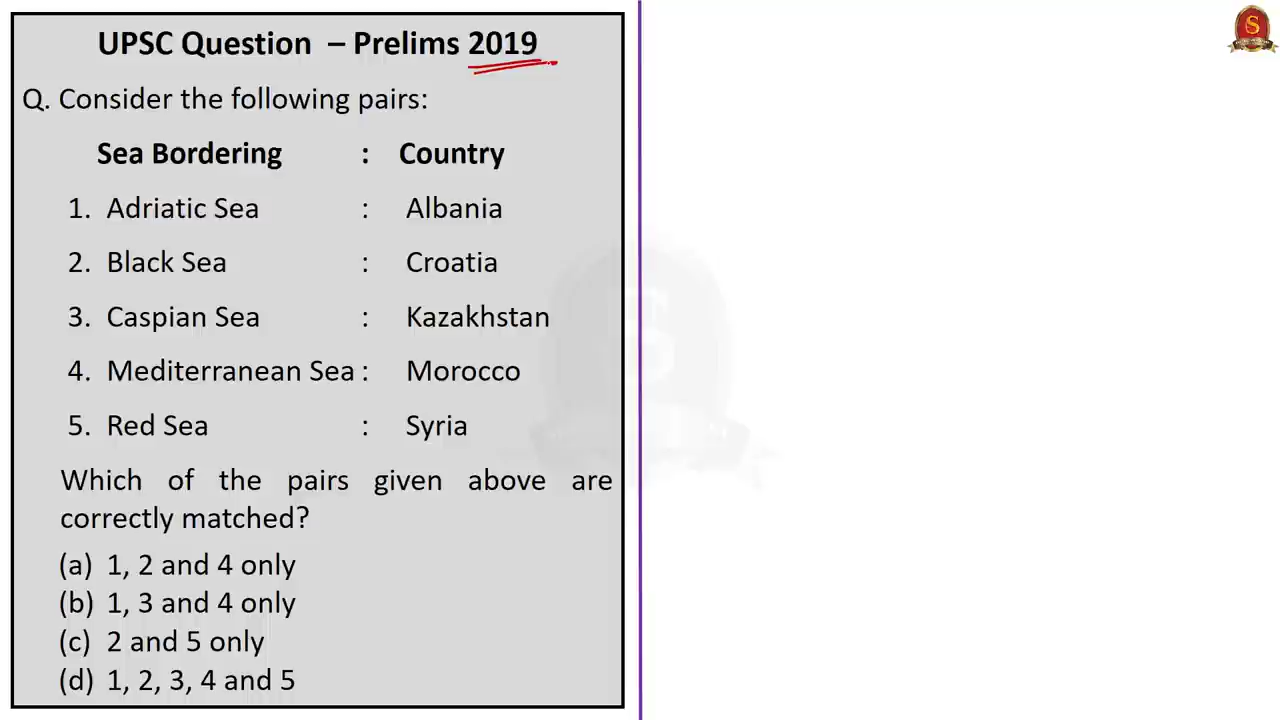 UPSC Question – Prelims 2019
Q. Consider the following pairs:
Sea Bordering : Country
1. Adriatic Sea : Albania
2. Black Sea : Croatia
3. Caspian Sea : Kazakhstan
4. Mediterranean Sea : Morocco
5. Red Sea : Syria
Which of the pairs given above are
correctly matched?
(a) 1, 2 and 4 only
(b) 1, 3 and 4 only
(c) 2 and 5 only
(d) 1, 2, 3, 4 and 5
S